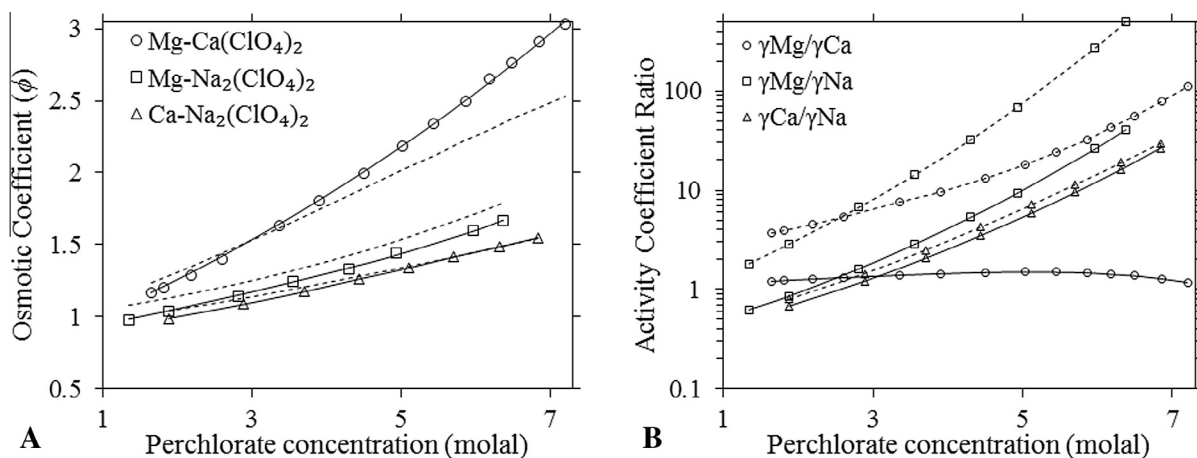 Osmotic Coefficient (ϕ)
3
2.5
2
1.5
1
0.5
Mg-Ca(ClO₄)₂
Mg-Na₂(ClO₄)₂
Ca-Na₂(ClO₄)₂
1 3 5 7
A Perchlorate concentration (molal)
Activity Coefficient Ratio
100
10
1
0.1
γMg/γCa
γMg/γNa
γCa/γNa
1 3 5 7
B Perchlorate concentration (molal)